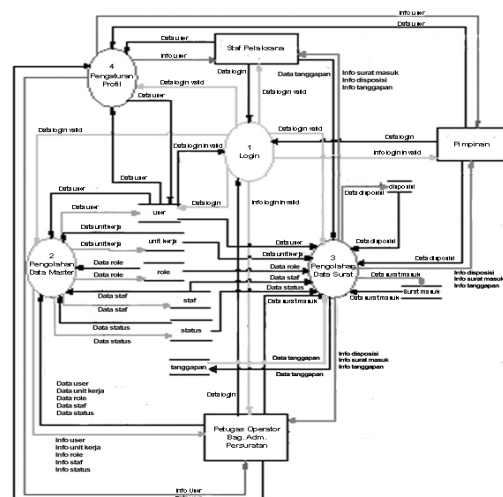 Info user
Data user
Staf Pelaksana
Data user
Info user
4
Pengaturan
Profil
Data login
Data login valid
Data tanggapan
Data login valid
Info surat masuk
Info disposisi
Info tanggapan
Data user
Data login valid
Data login valid
1
Login
Data login
Pimpinan
Data login invalid
Info login invalid
Data login
Info login invalid
Data user
Data user
user
Data user
Data disposisi
disposisi
Data unit kerja
Data unit kerja
unit kerja
Data unit kerja
Data disposisi
2
Pengolahan
Data Master
3
Pengolahan
Data Surat
Data role
Data role
role
Data role
Data staf
Data status
Data surat masuk
Data disposisi
Info disposisi
Info surat masuk
Info tanggapan
Data staf
staf
Data surat masuk
Data surat masuk
surat masuk
Data status
Data status
status
Data tanggapan
tanggapan
Data tanggapan
Info disposisi
Info surat masuk
Info tanggapan
Data user
Data unit kerja
Data role
Data staf
Data status
Data login
Petugas Operator
Bag. Adm.
Persuratan
Info user
Info unit kerja
Info role
Info staf
Info status
Info User